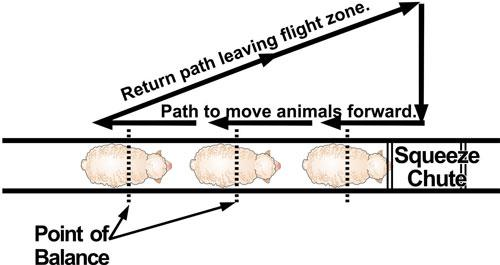 Return path leaving flight zone.
Path to move animals forward.
Squeeze
Chute
Point of
Balance